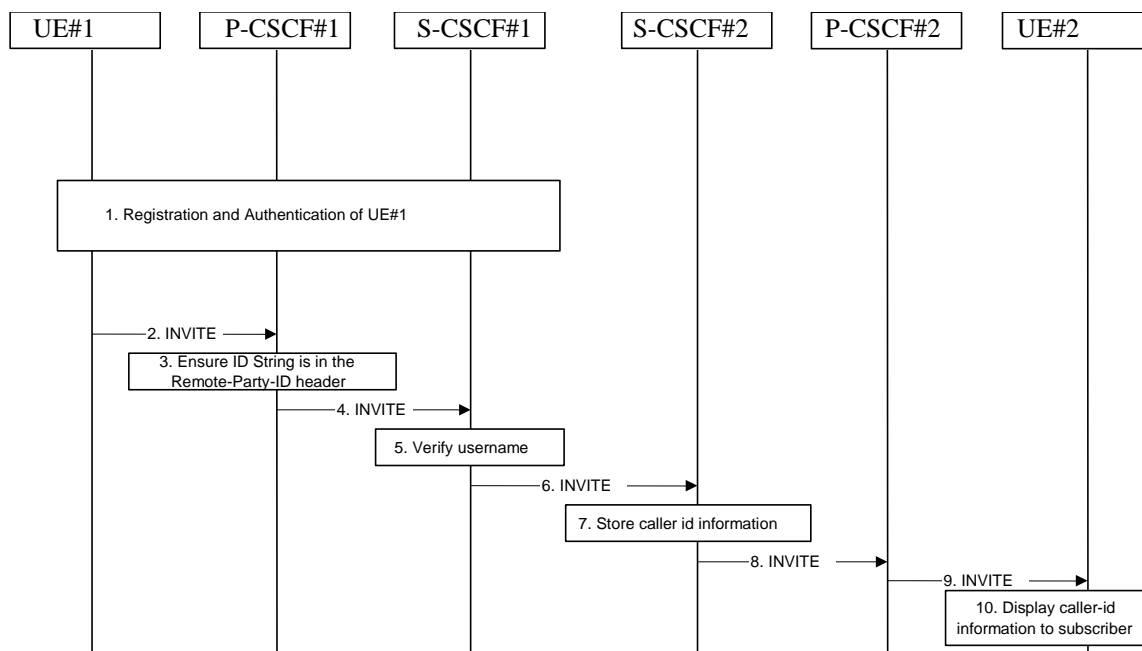 UE#1
P-CSCF#1
S-CSCF#1
S-CSCF#2
P-CSCF#2
UE#2
1. Registration and Authentication of UE#1
2. INVITE
3. Ensure ID String is in the
Remote-Party-ID header
4. INVITE
5. Verify username
6. INVITE
7. Store caller id information
8. INVITE
9. INVITE
10. Display caller-id
information to subscriber